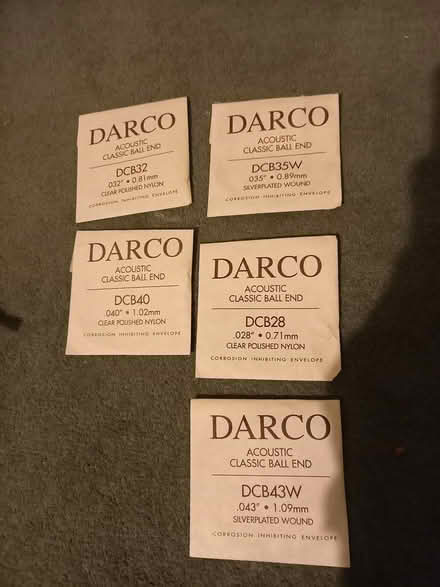 DARCO
ACOUSTIC
CLASSIC BALL END
DCB32
.032" • 0.81mm
CLEAR POLISHED NYLON
CORROSION INHIBITING ENVELOPE
DARCO
ACOUSTIC
CLASSIC BALL END
DCB35W
.035" • 0.89mm
SILVERPLATED WOUND
CORROSION INHIBITING ENVELOPE
DARCO
ACOUSTIC
CLASSIC BALL END
DCB40
.040" • 1.02mm
CLEAR POLISHED NYLON
CORROSION INHIBITING ENVELOPE
DARCO
ACOUSTIC
CLASSIC BALL END
DCB28
.028" • 0.71mm
CLEAR POLISHED NYLON
CORROSION INHIBITING ENVELOPE
DARCO
ACOUSTIC
CLASSIC BALL END
DCB43W
.043" • 1.09mm
SILVERPLATED WOUND
CORROSION INHIBITING ENVELOPE